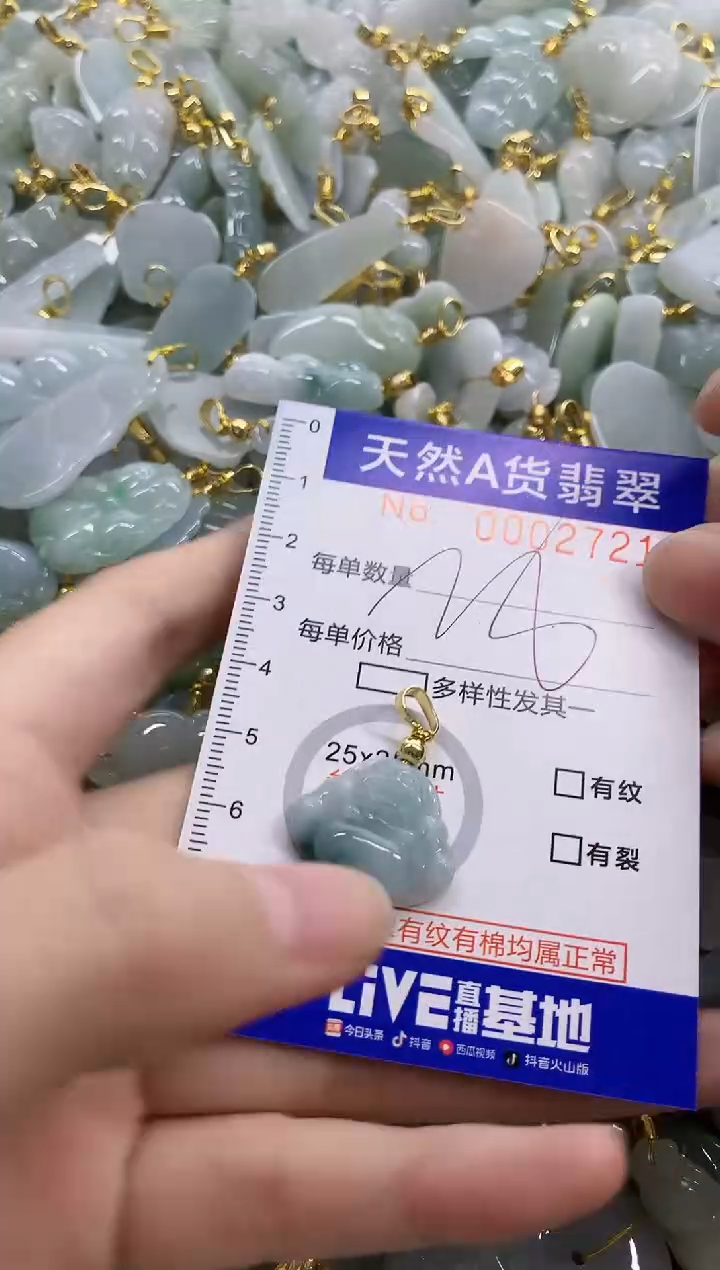 0
天然A货翡翠
1
No 0002721
2
每单数量
3
每单价格
4
多样性发其一
5
6
有纹
有裂
有纹有棉均属正常
LIVE直播基地
今日头条 抖音 西瓜视频 抖音火山版